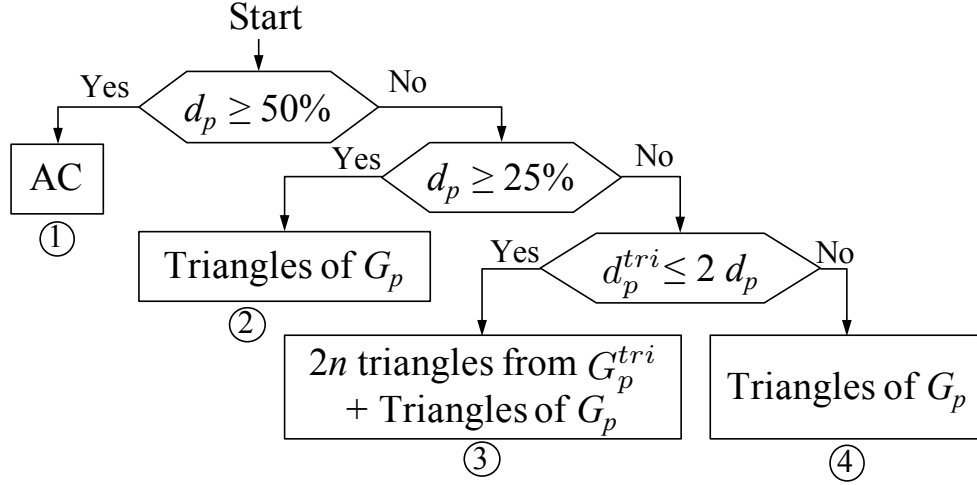 Start
Yes
d_p ≥ 50%
No
AC
①
Yes
d_p ≥ 25%
No
Triangles of G_p
②
Yes
d_p^{tri} ≤ 2 d_p
No
2n triangles from G_p^{tri}
+ Triangles of G_p
③
Triangles of G_p
④